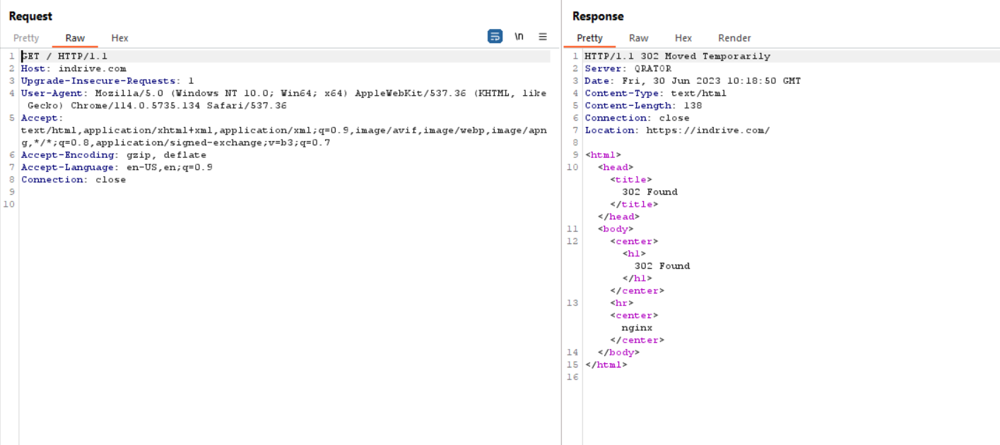 Request
Pretty Raw Hex \n
1 GET / HTTP/1.1
2 Host: indrive.com
3 Upgrade-Insecure-Requests: 1
4 User-Agent: Mozilla/5.0 (Windows NT 10.0; Win64; x64) AppleWebKit/537.36 (KHTML, like
Gecko) Chrome/114.0.5735.134 Safari/537.36
5 Accept:
text/html,application/xhtml+xml,application/xml;q=0.9,image/avif,image/webp,image/apn
g,*/*;q=0.8,application/signed-exchange;v=b3;q=0.7
6 Accept-Encoding: gzip, deflate
7 Accept-Language: en-US,en;q=0.9
8 Connection: close
9
10
Response
Pretty Raw Hex Render
1 HTTP/1.1 302 Moved Temporarily
2 Server: QRATOR
3 Date: Fri, 30 Jun 2023 10:18:50 GMT
4 Content-Type: text/html
5 Content-Length: 138
6 Connection: close
7 Location: https://indrive.com/
8
9 <html>
10 <head>
<title>
302 Found
</title>
</head>
11 <body>
12 <center>
<h1>
302 Found
</h1>
</center>
13 <hr>
<center>
nginx
</center>
14 </body>
15 </html>
16